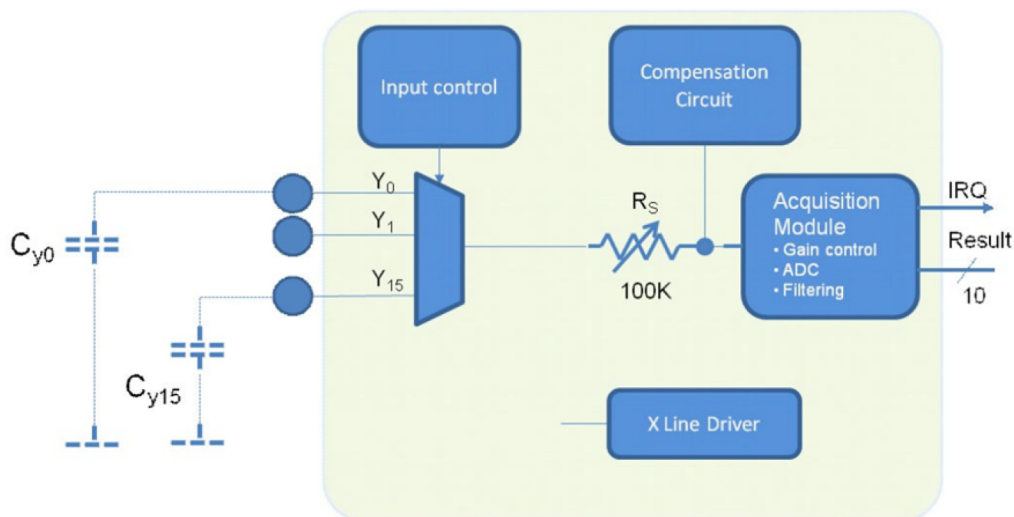 Input control
Compensation
Circuit
Y0
Y1
Y15
Cy0
Cy15
RS
100K
Acquisition
Module
• Gain control
• ADC
• Filtering
IRQ
Result
10
X Line Driver